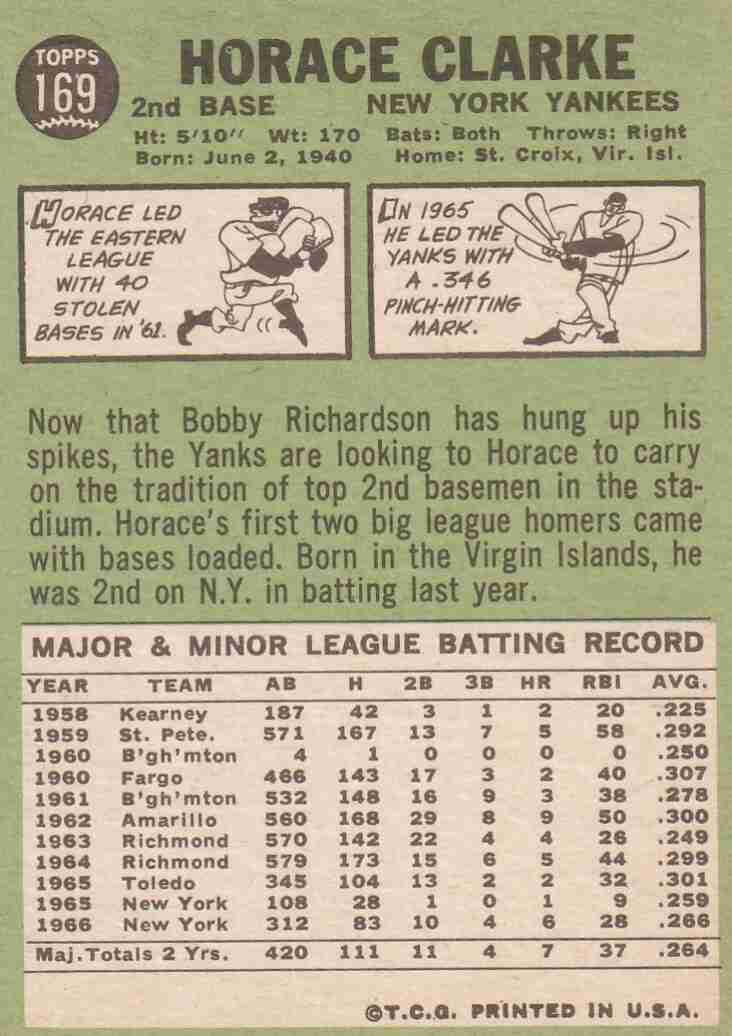 TOPPS
169
HORACE CLARKE
2nd BASE NEW YORK YANKEES
Ht: 5'10" Wt: 170 Bats: Both Throws: Right
Born: June 2, 1940 Home: St. Croix, Vir. Isl.
HORACE LED
THE EASTERN
LEAGUE
WITH 40
STOLEN
BASES IN '61.
IN 1965
HE LED THE
YANKS WITH
A .346
PINCH-HITTING
MARK.
Now that Bobby Richardson has hung up his
spikes, the Yanks are looking to Horace to carry
on the tradition of top 2nd basemen in the sta-
dium. Horace's first two big league homers came
with bases loaded. Born in the Virgin Islands, he
was 2nd on N.Y. in batting last year.
MAJOR & MINOR LEAGUE BATTING RECORD
YEAR TEAM AB H 2B 3B HR RBI AVG.
1958 Kearney 187 42 3 1 2 20 .225
1959 St. Pete. 571 167 13 7 5 58 .292
1960 B'gh'mton 4 1 0 0 0 0 .250
1960 Fargo 466 143 17 3 2 40 .307
1961 B'gh'mton 532 148 16 9 3 38 .278
1962 Amarillo 560 168 29 8 9 50 .300
1963 Richmond 570 142 22 4 4 26 .249
1964 Richmond 579 173 15 6 5 44 .299
1965 Toledo 345 104 13 2 2 32 .301
1965 New York 108 28 1 0 1 9 .259
1966 New York 312 83 10 4 6 28 .266
Maj. Totals 2 Yrs. 420 111 11 4 7 37 .264
©T.C.G. PRINTED IN U.S.A.